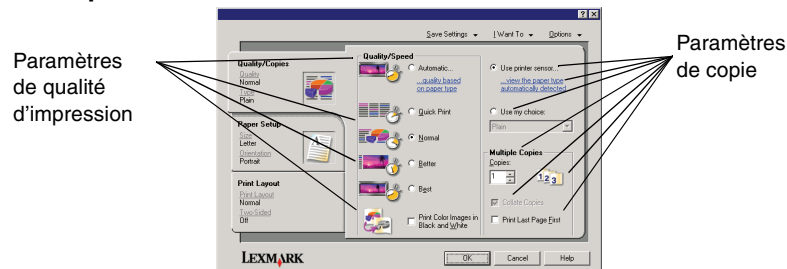 Save Settings
I Want To
Options
Paramètres
de qualité
d'impression
Quality/Copies
Quality
Normal
Type
Plain
Paper Setup
Size
Letter
Orientation
Portrait
Print Layout
Print Layout
Normal
Two-Sided
Off
Quality/Speed
Automatic...
...quality based
on paper type
Quick Print
Normal
Better
Best
Print Color Images in
Black and White
Use printer sensor...
...view the paper type
automatically detected
Use my choice:
Plain
Multiple Copies
Copies:
1
1 2 3
Collate Copies
Print Last Page First
Paramètres
de copie
LEXMARK
OK
Cancel
Help